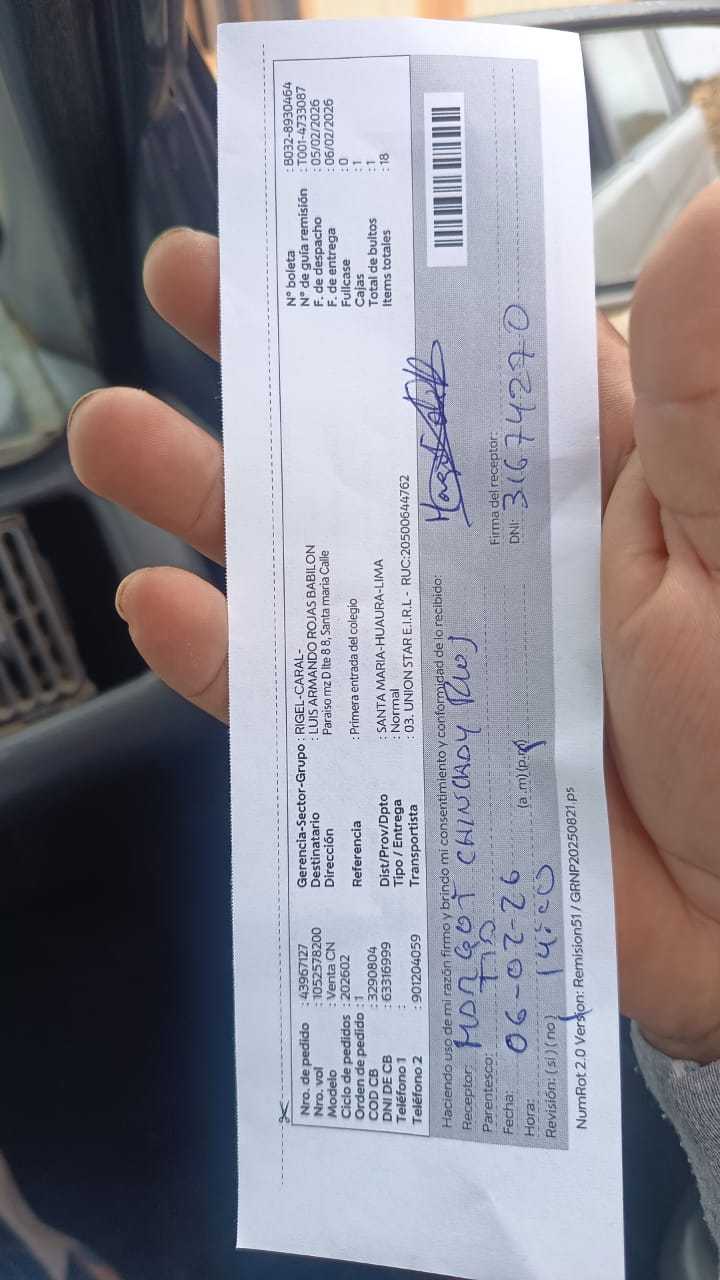 Nro. de pedido : 43967127
Nro. vol : 1052578200
Modelo : Venta CN
Ciclo de pedidos : 202602
Orden de pedido : 1
COD CB : 3290804
DNI DE CB : 63316999
Teléfono 1 :
Teléfono 2 : 901204059
Gerencia-Sector-Grupo : RIGEL-CARAL-
Destinatario : LUIS ARMANDO ROJAS BABILON
Dirección Paraiso mz D lte 8 8, Santa maria Calle
Referencia : Primera entrada del colegio
Dist/Prov/Dpto : SANTA MARIA-HUAURA-LIMA
Tipo / Entrega : Normal
Transportista : 03. UNION STAR E.I.R.L - RUC:20500644762
N° boleta : B032-8930464
N° de guía remisión : T001-4733087
F. de despacho : 05/02/2026
F. de entrega : 06/02/2026
Fullcase : 0
Cajas : 1
Total de bultos : 1
Items totales : 18
Haciendo uso de mi razón firmo y brindo mi consentimiento y conformidad de lo recibido:
Receptor: MARGOT CHINCHAY RIOJ
Parentesco: TIA
Fecha: 06-02-26
Hora: (a.m)(p.m)
Revisión: (si)(no)
Firma del receptor:
DNI: 31674270
NumRot 2.0 Version: Remision51 / GRNP20250821.ps